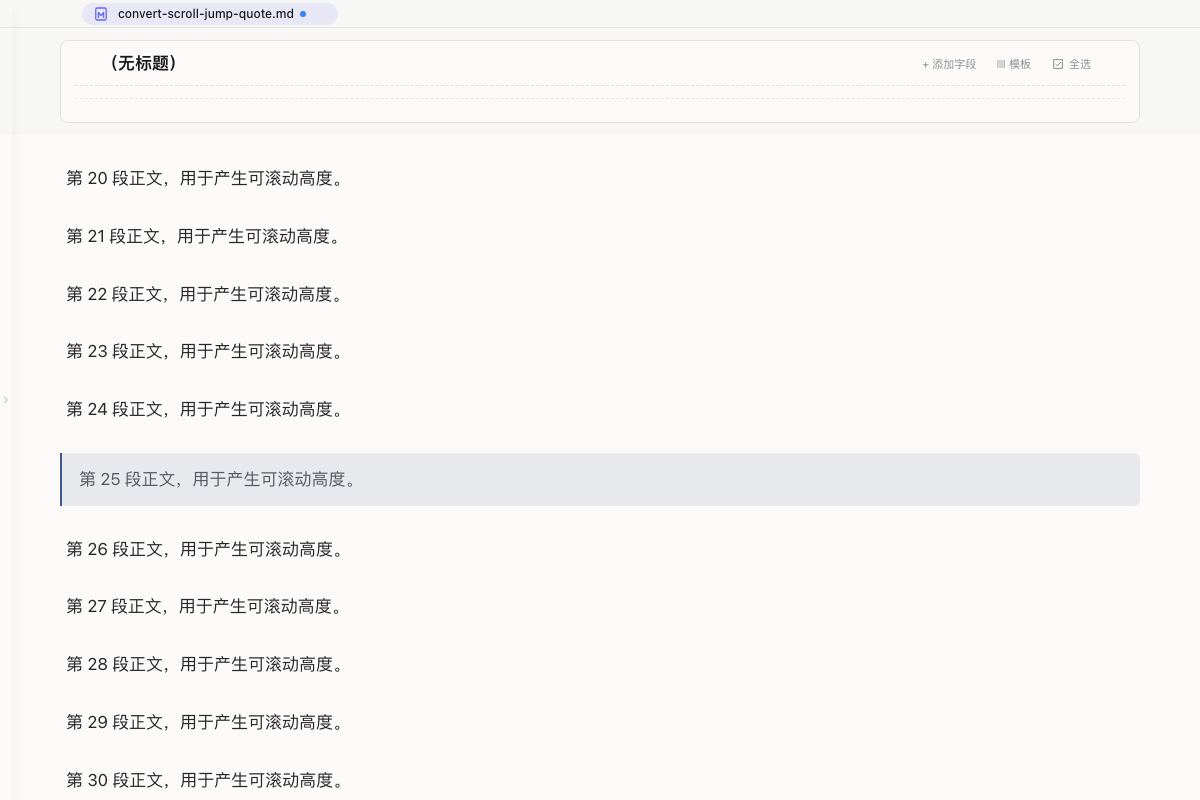 convert-scroll-jump-quote.md
(无标题)
+ 添加字段 模板 全选
第 20 段正文，用于产生可滚动高度。
第 21 段正文，用于产生可滚动高度。
第 22 段正文，用于产生可滚动高度。
第 23 段正文，用于产生可滚动高度。
第 24 段正文，用于产生可滚动高度。
第 25 段正文，用于产生可滚动高度。
第 26 段正文，用于产生可滚动高度。
第 27 段正文，用于产生可滚动高度。
第 28 段正文，用于产生可滚动高度。
第 29 段正文，用于产生可滚动高度。
第 30 段正文，用于产生可滚动高度。